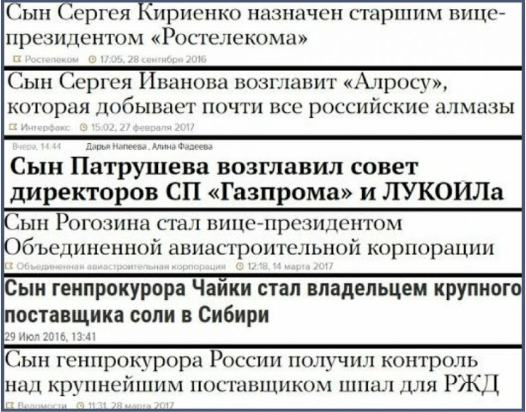 Сын Сергея Кириенко назначен старшим вице-
президентом «Ростелекома»
Ростелеком 17:05, 28 сентября 2016
Сын Сергея Иванова возглавит «Алросу»,
которая добывает почти все российские алмазы
Интерфакс 15:02, 27 февраля 2017
Вчера, 14:44 Дарья Напеева, Алина Фадеева
Сын Патрушева возглавил совет
директоров СП «Газпрома» и ЛУКОЙЛа
Сын Рогозина стал вице-президентом
Объединенной авиастроительной корпорации
Объединенная авиастроительная корпорация 12:18, 14 марта 2017
Сын генпрокурора Чайки стал владельцем крупного
поставщика соли в Сибири
29 Июл 2016, 13:41
Сын генпрокурора России получил контроль
над крупнейшим поставщиком шпал для РЖД
Ведомости 11:31, 28 марта 2017